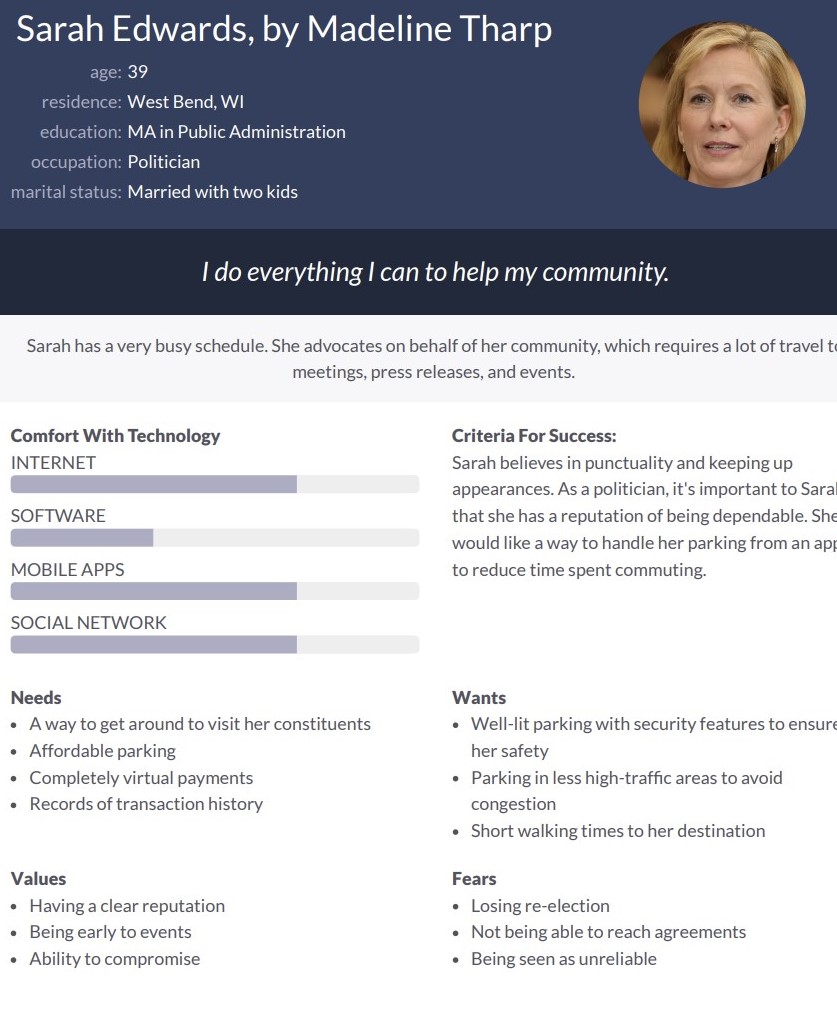 Sarah Edwards, by Madeline Tharp
age: 39
residence: West Bend, WI
education: MA in Public Administration
occupation: Politician
marital status: Married with two kids
I do everything I can to help my community.
Sarah has a very busy schedule. She advocates on behalf of her community, which requires a lot of travel
meetings, press releases, and events.
Comfort With Technology
INTERNET
SOFTWARE
MOBILE APPS
SOCIAL NETWORK
Criteria For Success:
Sarah believes in punctuality and keeping up
appearances. As a politician, it's important to
that she has a reputation of being dependable. She
would like a way to handle her parking from an
to reduce time spent commuting.
Needs
• A way to get around to visit her constituents
• Affordable parking
• Completely virtual payments
• Records of transaction history
Wants
• Well-lit parking with security features to ensure
her safety
• Parking in less high-traffic areas to avoid
congestion
• Short walking times to her destination
Values
• Having a clear reputation
• Being early to events
• Ability to compromise
Fears
• Losing re-election
• Not being able to reach agreements
• Being seen as unreliable